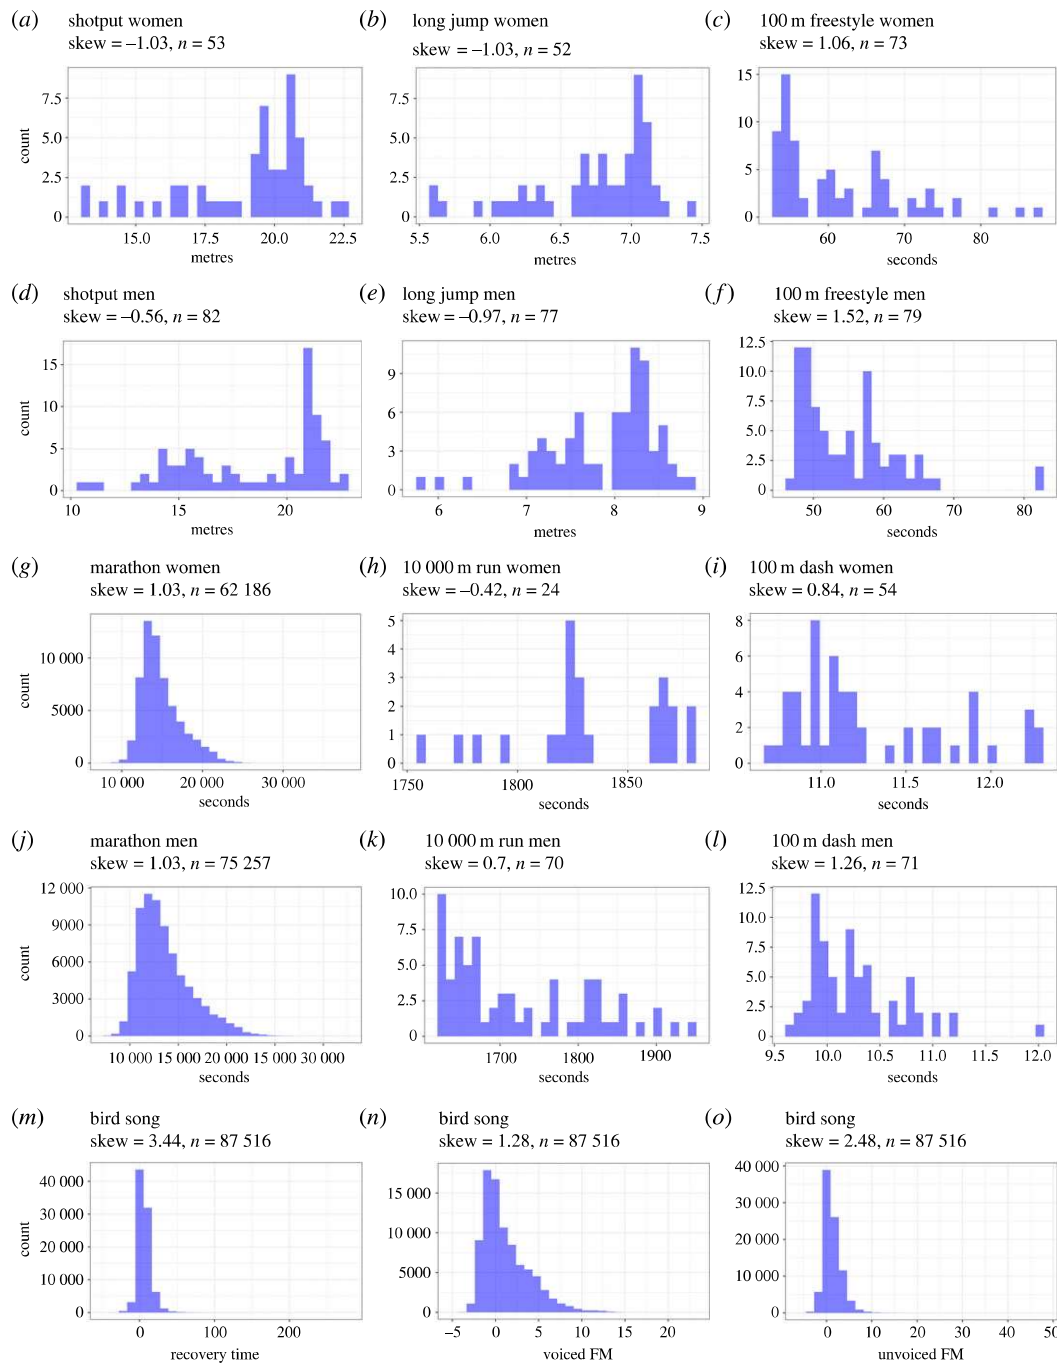 (a) shotput women
skew = –1.03, n = 53
(b) long jump women
skew = –1.03, n = 52
(c) 100 m freestyle women
skew = 1.06, n = 73
7.5
5.0
2.5
0
count
15.0 17.5 20.0 22.5
metres
10.0
7.5
5.0
2.5
0
5.5 6.0 6.5 7.0 7.5
metres
15
10
5
0
60 70 80
seconds
(d) shotput men
skew = –0.56, n = 82
(e) long jump men
skew = –0.97, n = 77
(f) 100 m freestyle men
skew = 1.52, n = 79
15
10
5
0
count
10 15 20
metres
9
6
3
0
6 7 8 9
metres
12.5
10.0
7.5
5.0
2.5
0
50 60 70 80
seconds
(g) marathon women
skew = 1.03, n = 62 186
(h) 10 000 m run women
skew = –0.42, n = 24
(i) 100 m dash women
skew = 0.84, n = 54
10 000
5000
0
count
10 000 20 000 30 000
seconds
5
4
3
2
1
0
1750 1800 1850
seconds
8
6
4
2
0
11.0 11.5 12.0
seconds
(j) marathon men
skew = 1.03, n = 75 257
(k) 10 000 m run men
skew = 0.7, n = 70
(l) 100 m dash men
skew = 1.26, n = 71
12 000
9000
6000
3000
0
count
10 000 15 000 20 000 25 000 30 000
seconds
10.0
7.5
5.0
2.5
0
1700 1800 1900
seconds
12.5
10.0
7.5
5.0
2.5
0
9.5 10.0 10.5 11.0 11.5 12.0
seconds
(m) bird song
skew = 3.44, n = 87 516
(n) bird song
skew = 1.28, n = 87 516
(o) bird song
skew = 2.48, n = 87 516
40 000
30 000
20 000
10 000
0
count
0 100 200
recovery time
15 000
10 000
5000
0
–5 0 5 10 15 20
voiced FM
40 000
30 000
20 000
10 000
0
0 10 20 30 40 50
unvoiced FM